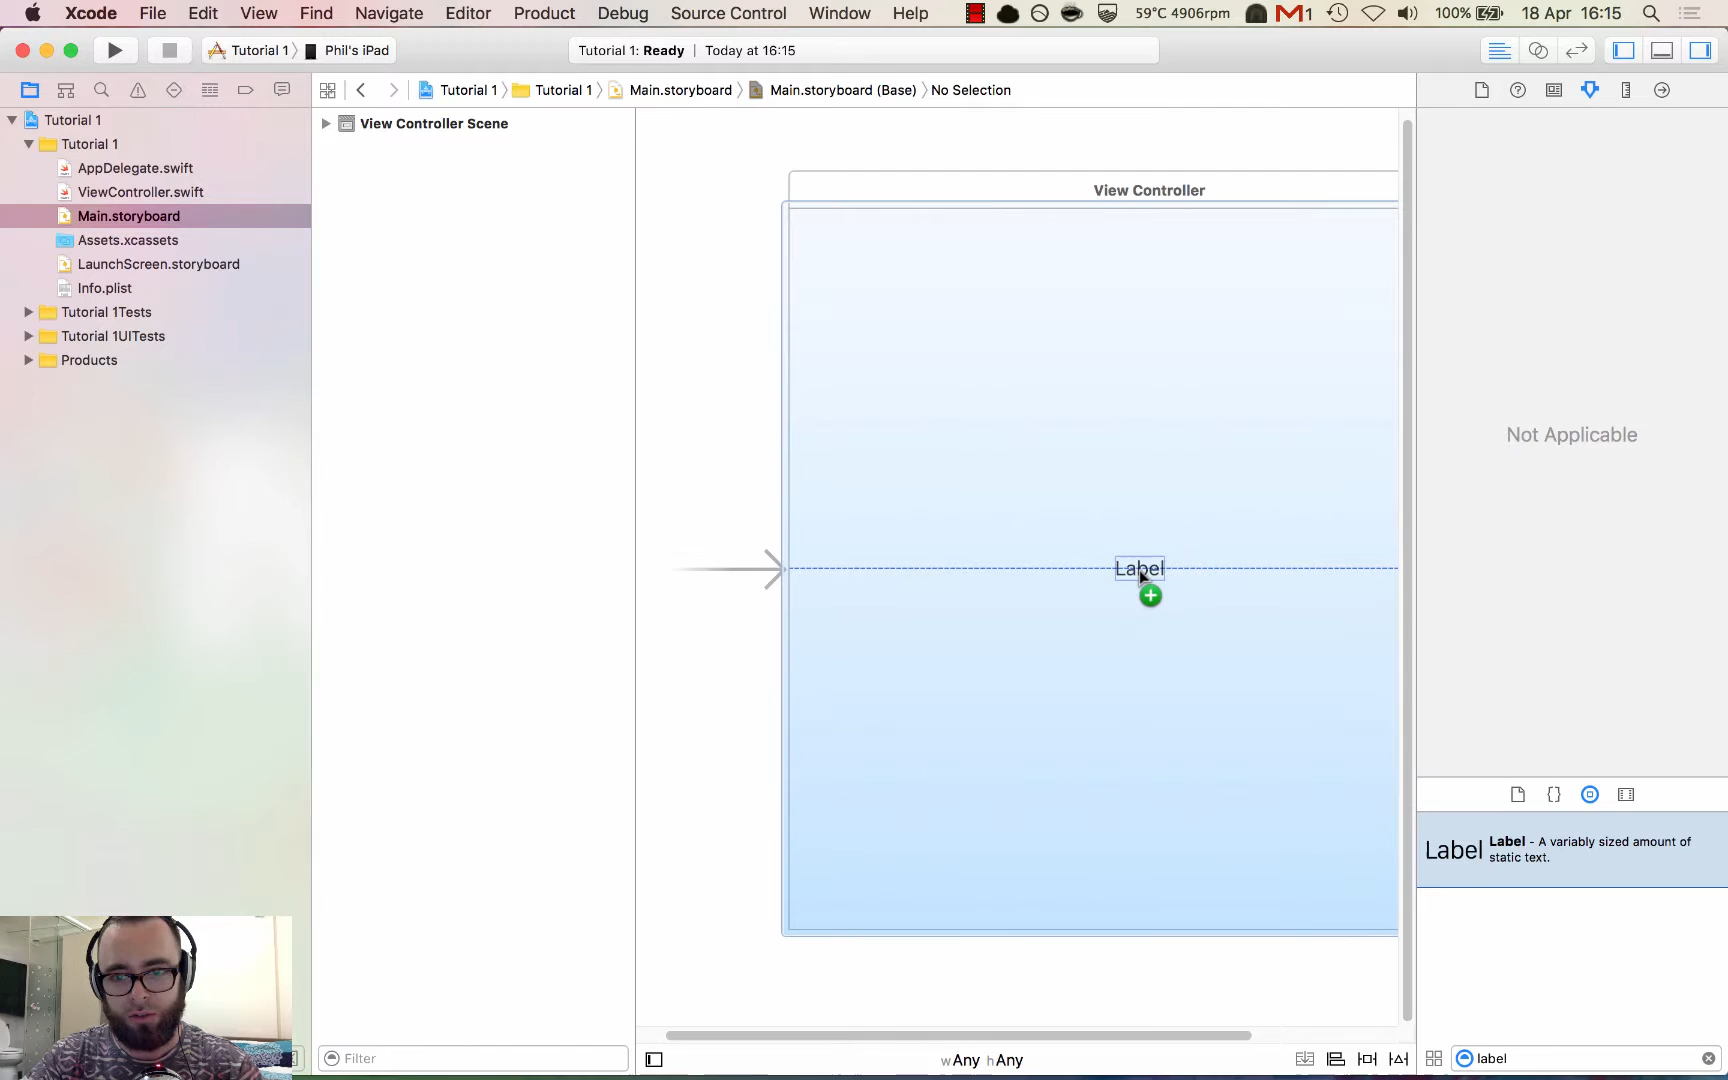 Xcode File Edit View Find Navigate Editor Product Debug Source Control Window Help 59°C 4906rpm 1 100% 18 Apr 16:15
Tutorial 1 Phil's iPad
Tutorial 1: Ready | Today at 16:15
Tutorial 1 Tutorial 1 Main.storyboard Main.storyboard (Base) No Selection
Tutorial 1
Tutorial 1
AppDelegate.swift
ViewController.swift
Main.storyboard
Assets.xcassets
LaunchScreen.storyboard
Info.plist
Tutorial 1Tests
Tutorial 1UITests
Products
View Controller Scene
View Controller
Label
Not Applicable
Label
Label - A variably sized amount of
static text.
Filter
wAny hAny
label